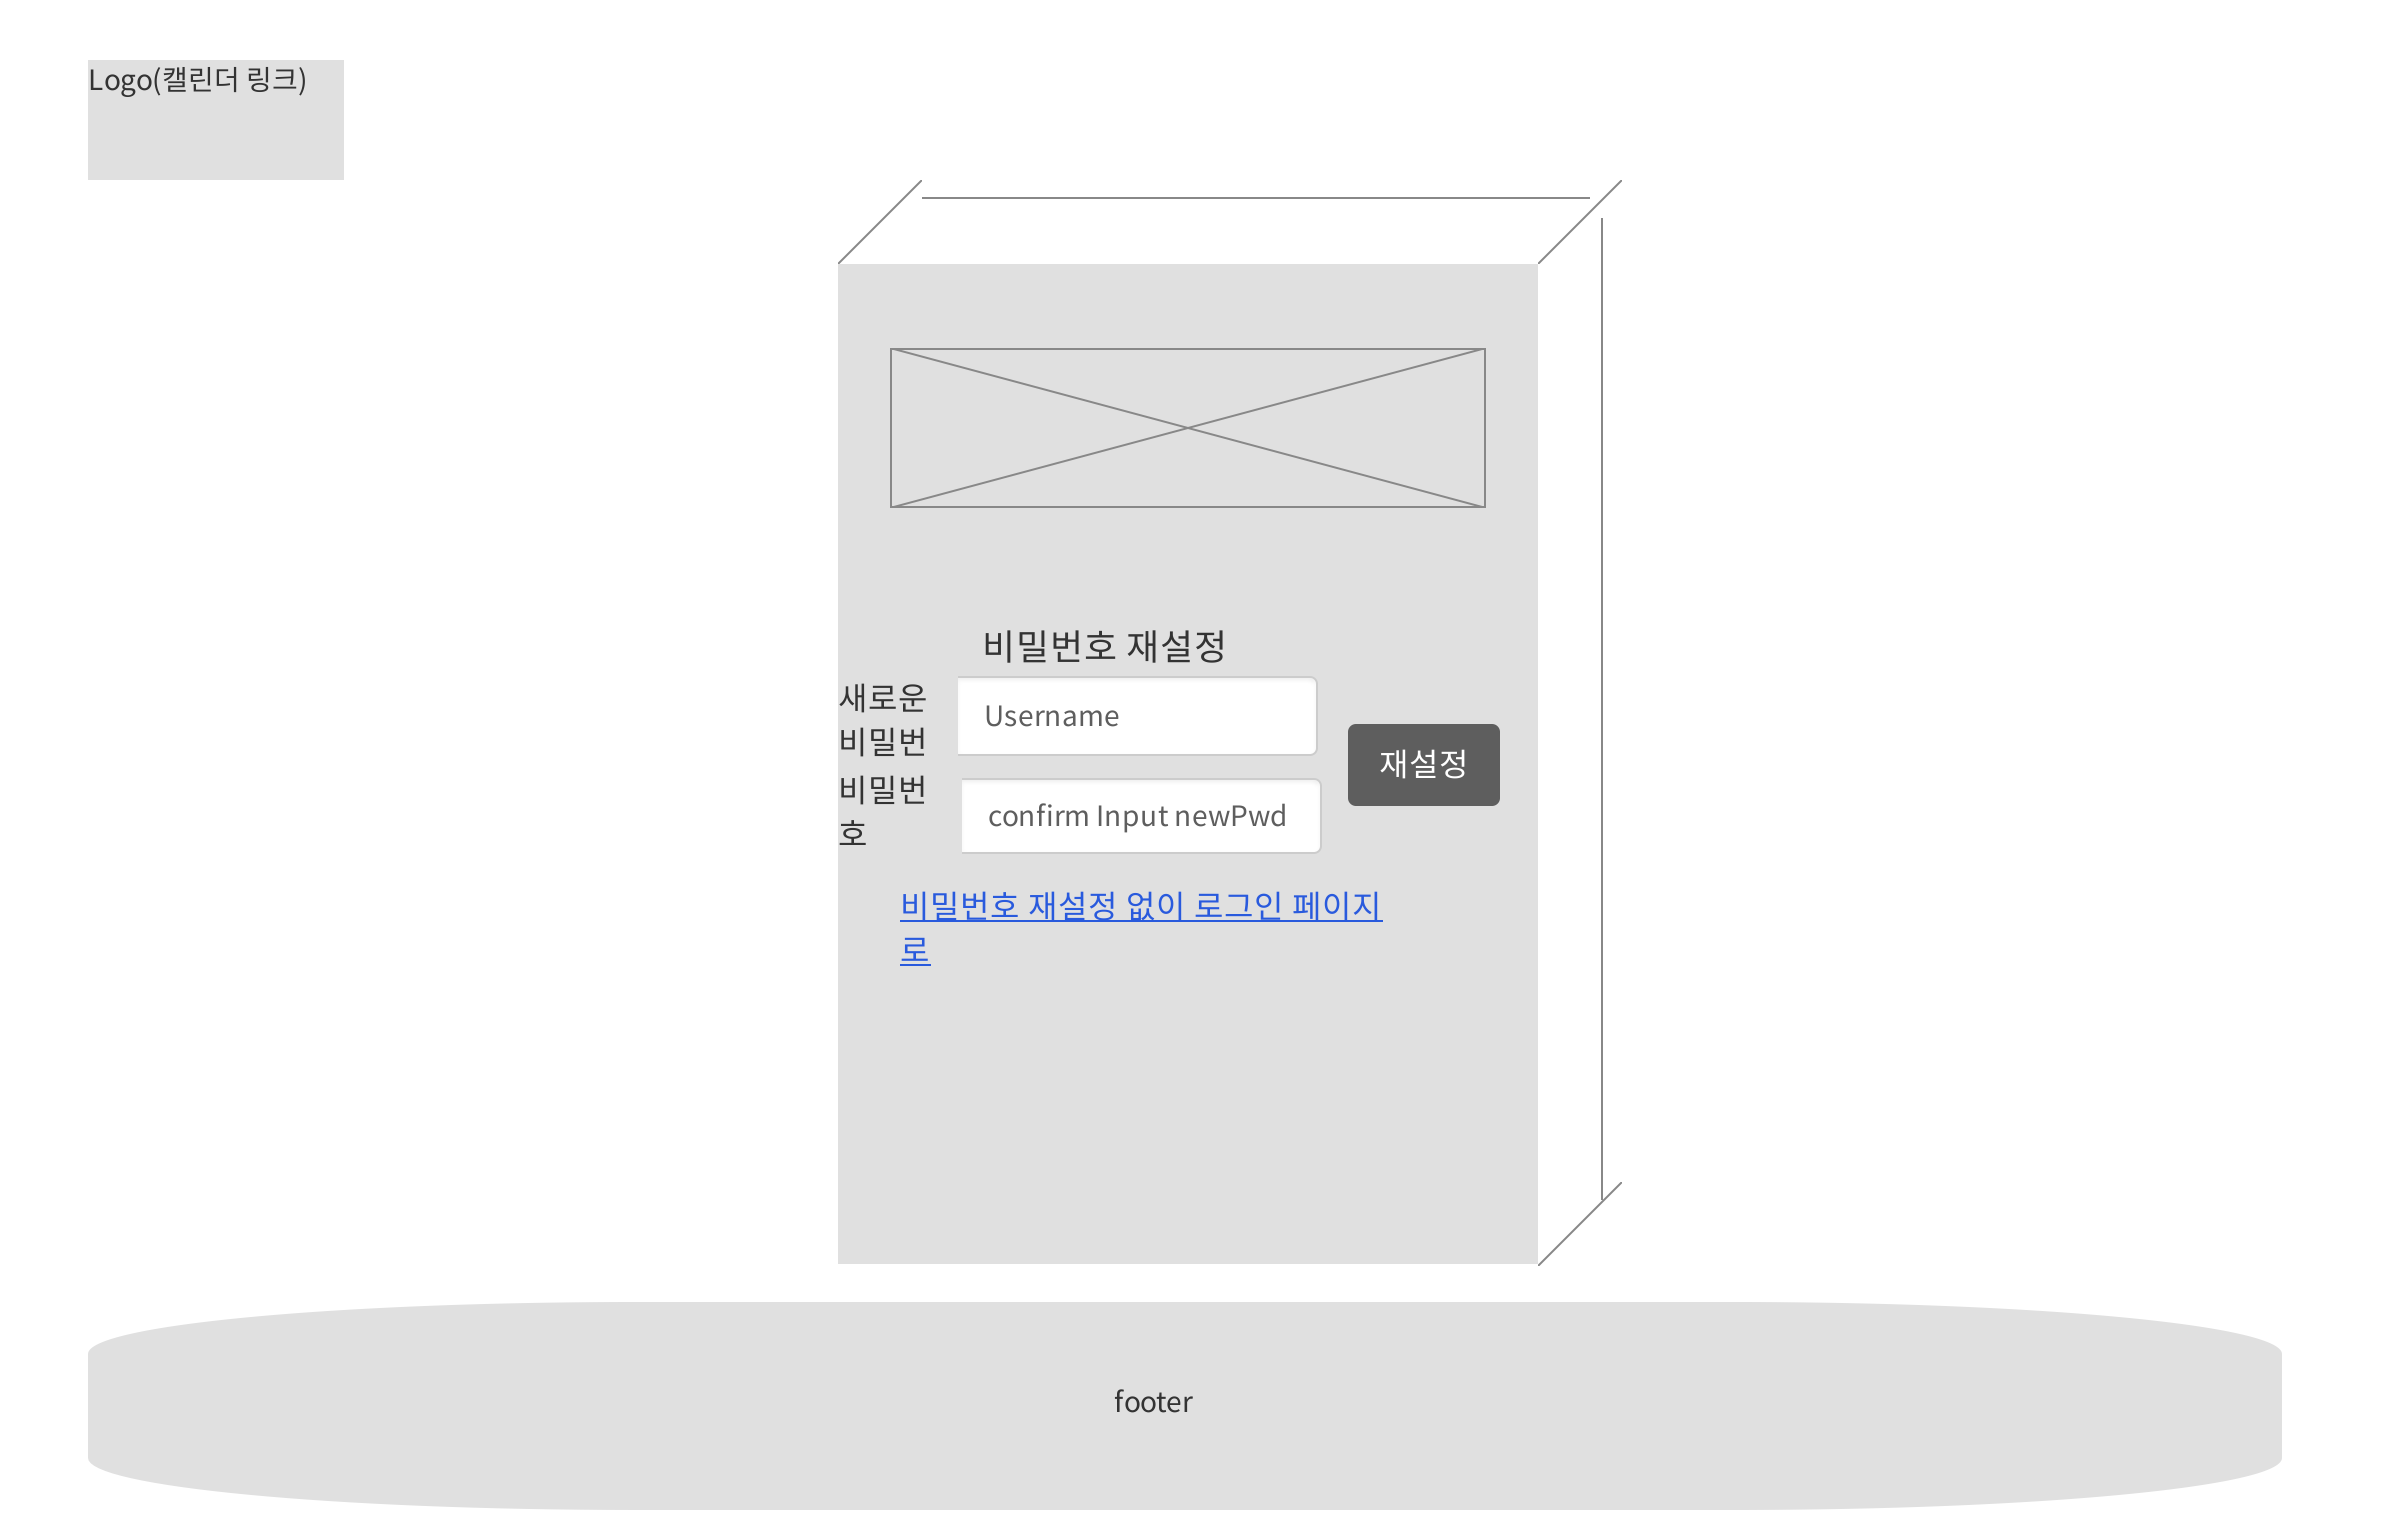 Logo(캘린더 링크)
비밀번호 재설정
새로운
비밀번
Username
비밀번
호
confirm Input newPwd
재설정
비밀번호 재설정 없이 로그인 페이지
로
footer